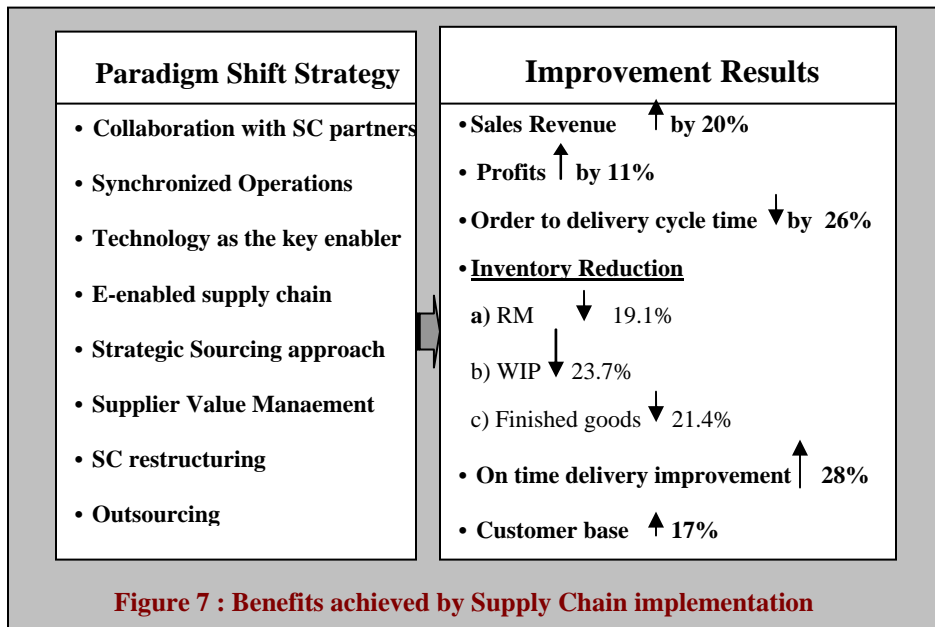 Paradigm Shift Strategy
• Collaboration with SC partners
• Synchronized Operations
• Technology as the key enabler
• E-enabled supply chain
• Strategic Sourcing approach
• Supplier Value Manaement
• SC restructuring
• Outsourcing
Improvement Results
• Sales Revenue ↑ by 20%
• Profits ↑ by 11%
• Order to delivery cycle time ↓ by 26%
• Inventory Reduction
a) RM ↓ 19.1%
b) WIP ↓ 23.7%
c) Finished goods ↓ 21.4%
• On time delivery improvement ↑ 28%
• Customer base ↑ 17%
Figure 7 : Benefits achieved by Supply Chain implementation